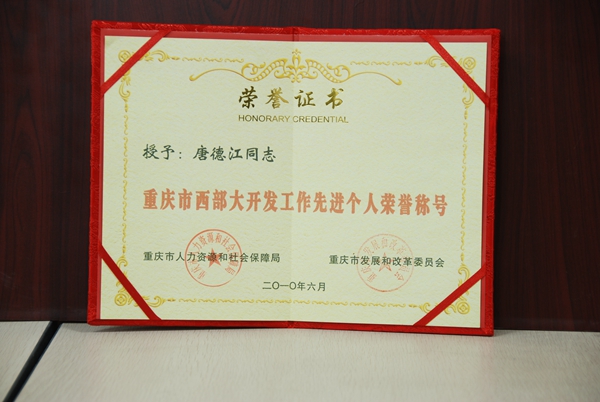 荣誉证书
HONORARY CREDENTIAL
授予：唐德江同志
重庆市西部大开发工作先进个人荣誉称号
重庆市人力资源和社会保障局 重庆市发展和改革委员会
二〇一〇年六月